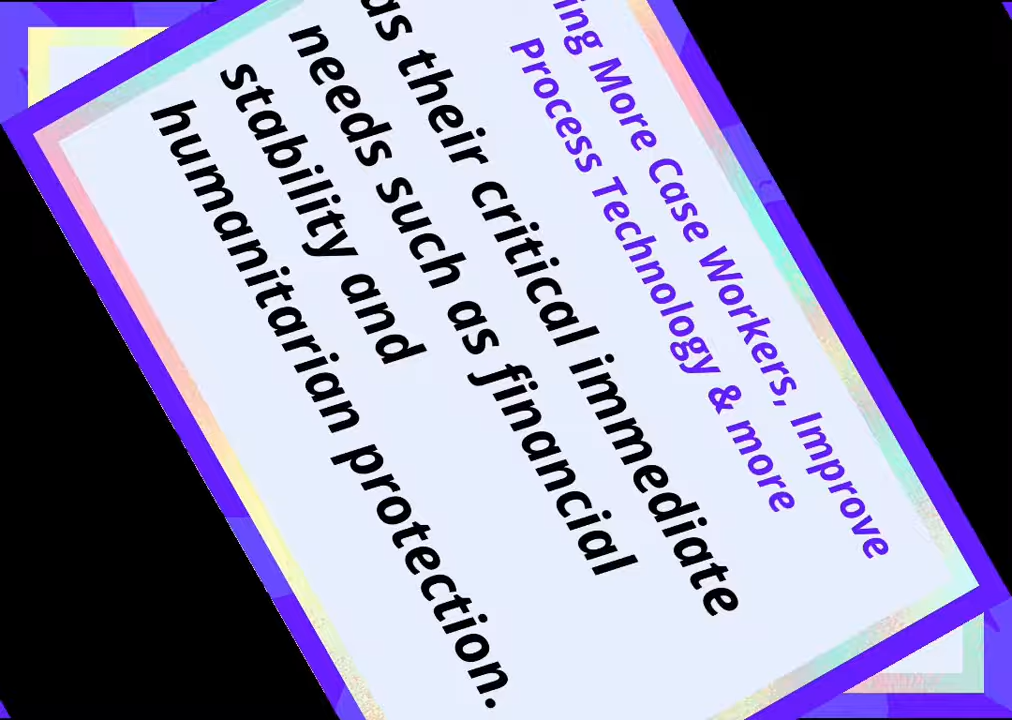 ing More Case Workers, Improve
Process Technology & more
as their critical immediate
needs such as financial
stability and
humanitarian protection.